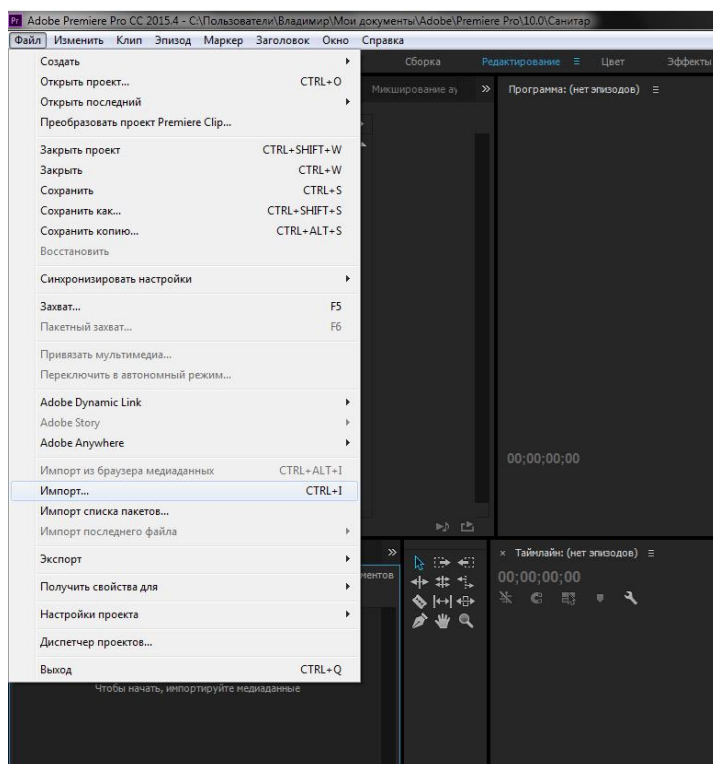 Adobe Premiere Pro CC 2015.4 - C:\Пользователи\Владимир\Мои документы\Adobe\Premiere Pro\10.0\Санитар
Файл Изменить Клип Эпизод Маркер Заголовок Окно Справка
Сборка Редактирование Цвет Эффекты
Микширование Программа: (нет эпизодов)
Создать
Открыть проект... CTRL+O
Открыть последний
Преобразовать проект Premiere Clip...
Закрыть проект CTRL+SHIFT+W
Закрыть CTRL+W
Сохранить CTRL+S
Сохранить как... CTRL+SHIFT+S
Сохранить копию... CTRL+ALT+S
Восстановить
Синхронизировать настройки
Захват... F5
Пакетный захват... F6
Привязать мультимедиа...
Переключить в автономный режим...
Adobe Dynamic Link
Adobe Story
Adobe Anywhere
00;00;00;00
Импорт из браузера медиаданных CTRL+ALT+I
Импорт... CTRL+I
Импорт списка пакетов...
Импорт последнего файла
Экспорт
Получить свойства для
Настройки проекта
Диспетчер проектов...
Выход CTRL+Q
Чтобы начать, импортируйте медиаданные
ментов
× Таймлайн: (нет эпизодов)
00;00;00;00